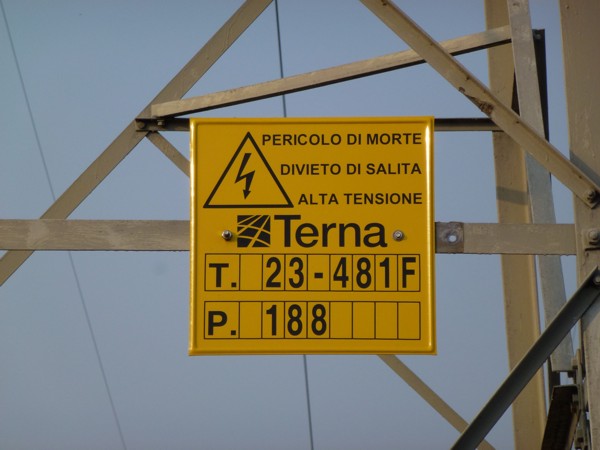 PERICOLO DI MORTE
DIVIETO DI SALITA
ALTA TENSIONE
Terna
T. 23-481F
P. 188